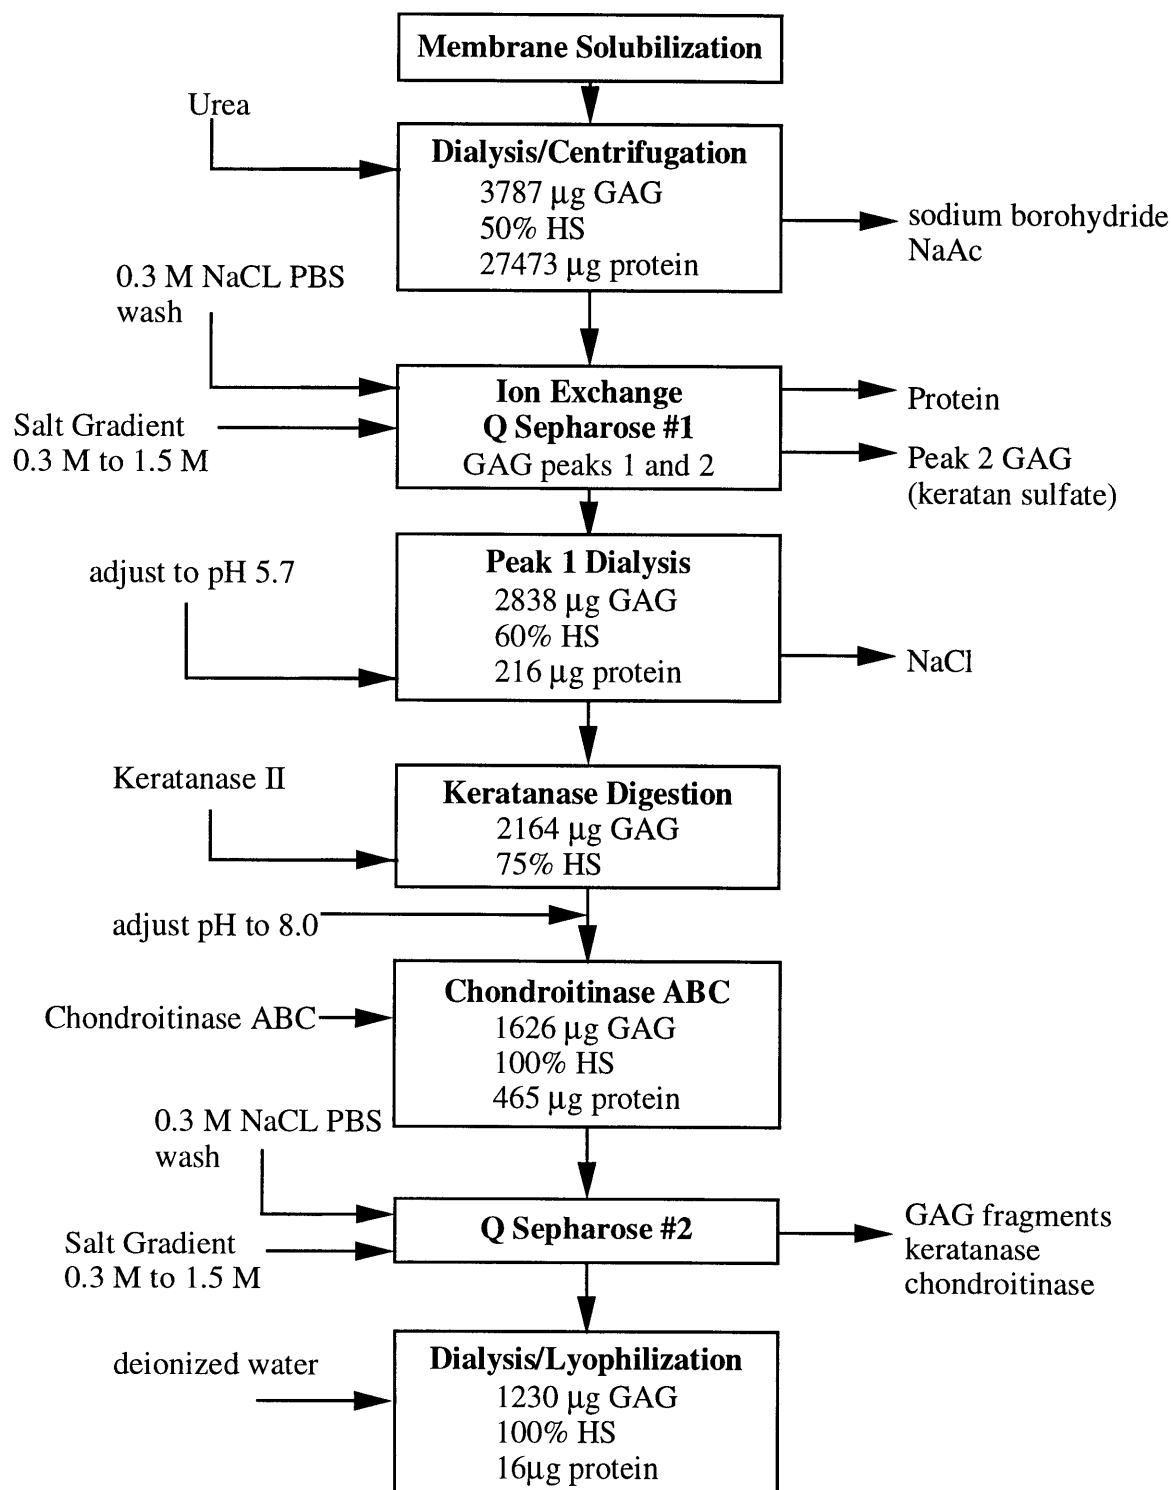 Membrane Solubilization
Urea
Dialysis/Centrifugation
3787 µg GAG
50% HS
27473 µg protein
sodium borohydride
NaAc
0.3 M NaCL PBS
wash
Salt Gradient
0.3 M to 1.5 M
Ion Exchange
Q Sepharose #1
GAG peaks 1 and 2
Protein
Peak 2 GAG
(keratan sulfate)
adjust to pH 5.7
Peak 1 Dialysis
2838 µg GAG
60% HS
216 µg protein
NaCl
Keratanase II
Keratanase Digestion
2164 µg GAG
75% HS
adjust pH to 8.0
Chondroitinase ABC
Chondroitinase ABC
1626 µg GAG
100% HS
465 µg protein
0.3 M NaCL PBS
wash
Salt Gradient
0.3 M to 1.5 M
Q Sepharose #2
GAG fragments
keratanase
chondroitinase
deionized water
Dialysis/Lyophilization
1230 µg GAG
100% HS
16µg protein